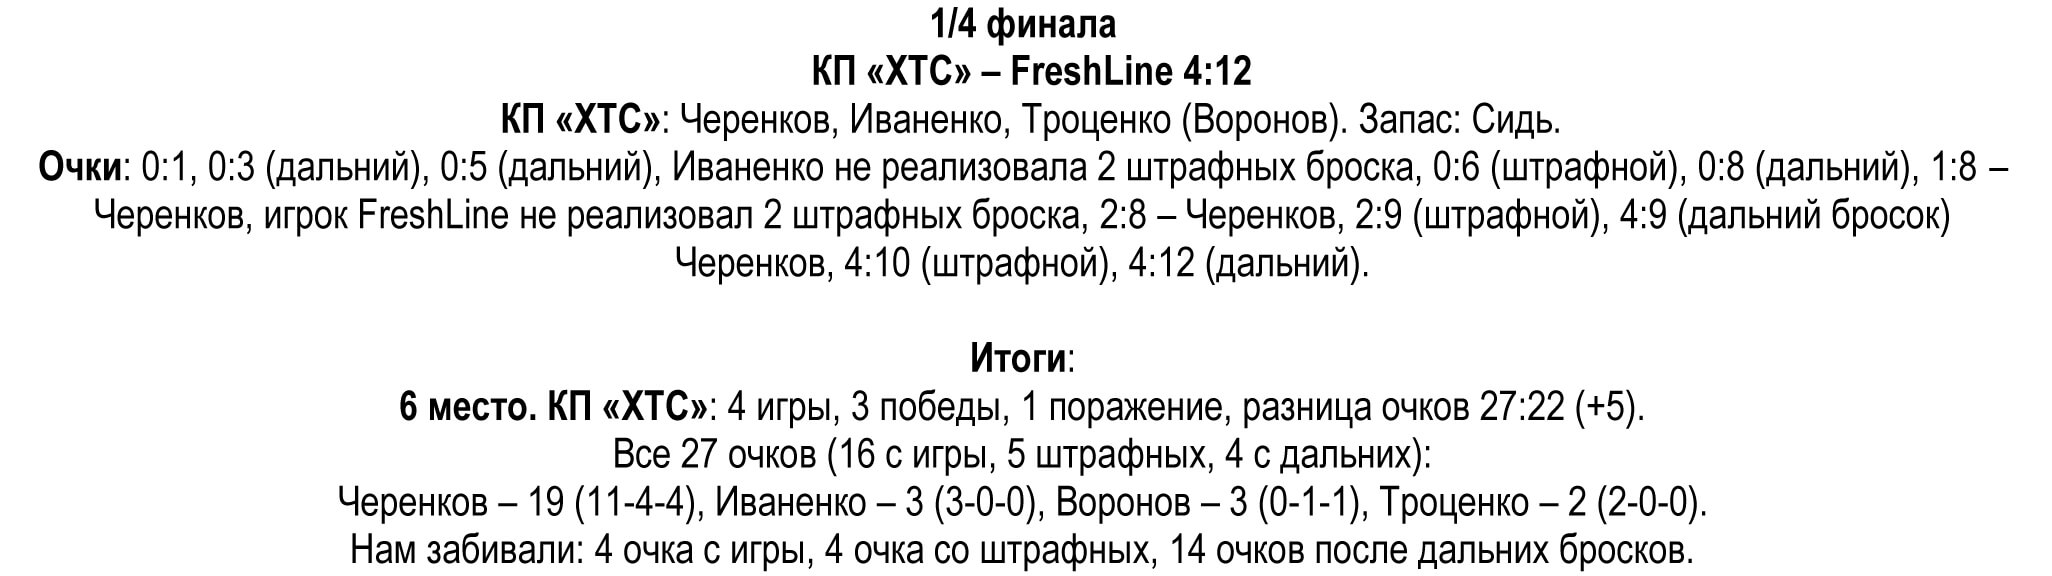 1/4 финала
КП «ХТС» – FreshLine 4:12
КП «ХТС»: Черенков, Иваненко, Троценко (Воронов). Запас: Сидь.
Очки: 0:1, 0:3 (дальний), 0:5 (дальний), Иваненко не реализовала 2 штрафных броска, 0:6 (штрафной), 0:8 (дальний), 1:8 –
Черенков, игрок FreshLine не реализовал 2 штрафных броска, 2:8 – Черенков, 2:9 (штрафной), 4:9 (дальний бросок)
Черенков, 4:10 (штрафной), 4:12 (дальний).
Итоги:
6 место. КП «ХТС»: 4 игры, 3 победы, 1 поражение, разница очков 27:22 (+5).
Все 27 очков (16 с игры, 5 штрафных, 4 с дальних):
Черенков – 19 (11-4-4), Иваненко – 3 (3-0-0), Воронов – 3 (0-1-1), Троценко – 2 (2-0-0).
Нам забивали: 4 очка с игры, 4 очка со штрафных, 14 очков после дальних бросков.